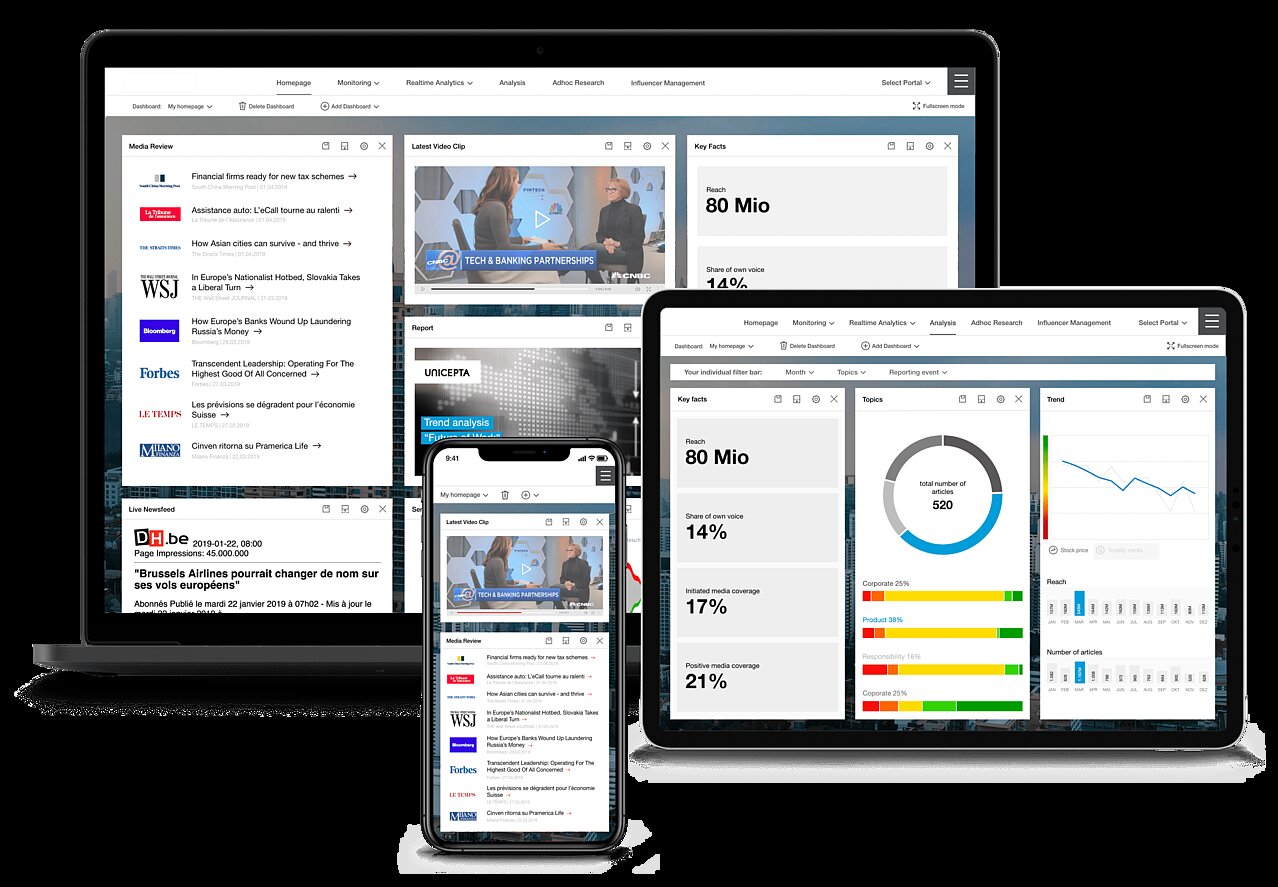 Homepage
Monitoring
Realtime Analytics
Analysis
Adhoc Research
Influencer Management
Select Portal
Dashboard: My homepage
Delete Dashboard
Add Dashboard
Fullscreen mode
Media Review
South China Morning Post
Financial firms ready for new tax schemes →
South China Morning Post | 01.04.2019
La Tribune
de l'assurance
Assistance auto: L'eCall tourne au ralenti →
La Tribune de l'Assurance | 01.04.2019
THE STRAITS TIMES
How Asian cities can survive - and thrive →
The Straits Times | 01.04.2019
THE WALL STREET JOURNAL
WSJ
In Europe's Nationalist Hotbed, Slovakia Takes
a Liberal Turn →
THE Wall Street JOURNAL | 31.03.2019
Bloomberg
How Europe's Banks Wound Up Laundering
Russia's Money →
Bloomberg | 28.03.2019
Forbes
Transcendent Leadership: Operating For The
Highest Good Of All Concerned →
Forbes | 27.03.2019
LE TEMPS
Les prévisions se dégradent pour l'économie
Suisse →
LE TEMPS | 27.03.2019
MILANO
FINANZA
Cinven ritorna su Pramerica Life →
Milano Finanza | 22.03.2019
Latest Video Clip
FINTECH
CNBC
TECH & BANKING PARTNERSHIPS
CNBC
Key Facts
Reach
80 Mio
Share of own voice
14%
Report
UNICEPTA
Trend analysis
"Future of Work"
Live Newsfeed
DH.be 2019-01-22, 08:00
Page Impressions: 45.000.000
"Brussels Airlines pourrait changer de nom sur
ses vols européens"
Abonnés Publié le mardi 22 janvier 2019 à 07h02 - Mis à jour le
mardi 22 janvier 2019 à
Homepage
Monitoring
Realtime Analytics
Analysis
Adhoc Research
Influencer Management
Select Portal
Dashboard: My homepage
Delete Dashboard
Add Dashboard
Fullscreen mode
Your individual filter bar:
Month
Topics
Reporting event
Key facts
Reach
80 Mio
Share of own voice
14%
Initiated media coverage
17%
Positive media coverage
21%
Topics
total number of
articles
520
Corporate 25%
Product 38%
Responsibility 16%
Coporate 25%
Trend
Stock price
Tonality media
Reach
JAN FEB MAR APR MAI JUN JUL AUG SEP OKT NOV DEZ
Number of articles
JAN FEB MAR APR MAI JUN JUL AUG SEP OKT NOV DEZ
9:41
My homepage
Latest Video Clip
FINTECH
CNBC
TECH & BANKING PARTNERSHIPS
CNBC
Media Review
Financial firms ready for new tax schemes →
South China Morning Post | 01.04.2019
La Tribune
de l'assurance
Assistance auto: L'eCall tourne au ralenti →
La Tribune de l'Assurance | 01.04.2019
THE STRAITS TIMES
How Asian cities can survive - and thrive →
The Straits Times | 01.04.2019
WSJ
In Europe's Nationalist Hotbed, Slovakia Takes
a Liberal Turn →
Bloomberg
How Europe's Banks Wound Up Laundering
Russia's Money →
Bloomberg | 28.03.2019
Forbes
Transcendent Leadership: Operating For The
Highest Good Of All Concerned →
Forbes | 27.03.2019
LE TEMPS
Les prévisions se dégradent pour l'économie
Suisse →
LE TEMPS | 27.03.2019
MILANO
FINANZA
Cinven ritorna su Pramerica Life →
Milano Finanza | 22.03.2019